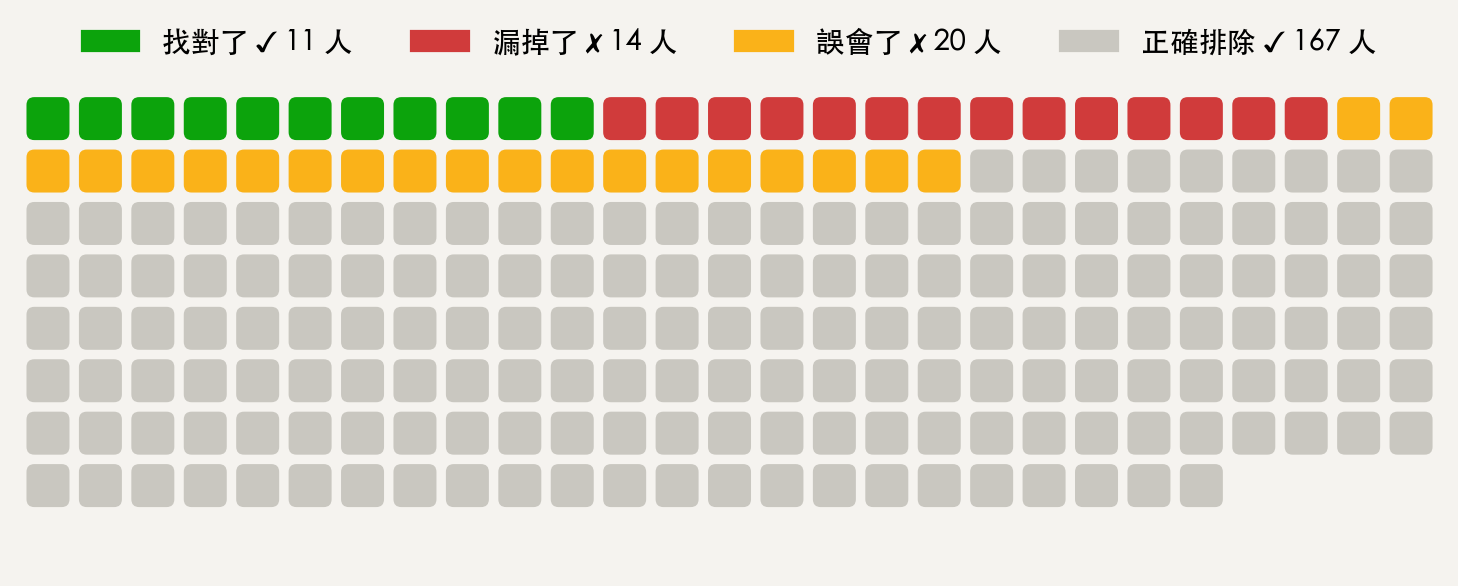 找對了 ✓ 11 人 漏掉了 ✗ 14 人 誤會了 ✗ 20 人 正確排除 ✓ 167 人